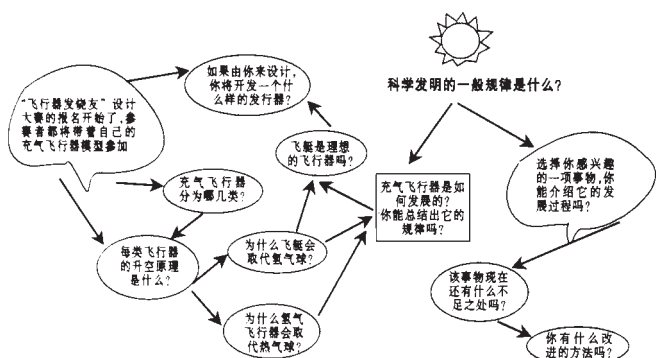 科学发明的一般规律是什么?
如果由你来设计,
你将开发一个什
么样的发行器?
“飞行器发烧友”设计
大赛的报名开始了,参
赛者都将带着自己的
充气飞行器模型参加
飞艇是理想
的飞行器吗?
选择你感兴趣
的一项事物,你
能介绍它的发
展过程吗?
充气飞行器
分为哪几类?
充气飞行器是如
何发展的?
你能总结出它的
规律吗?
每类飞行器
的升空原理
是什么?
为什么飞艇会
取代氢气球?
该事物现在
还有什么不
足之处吗?
为什么氢气
飞行器会取
代热气球?
你有什么改
进的方法吗?